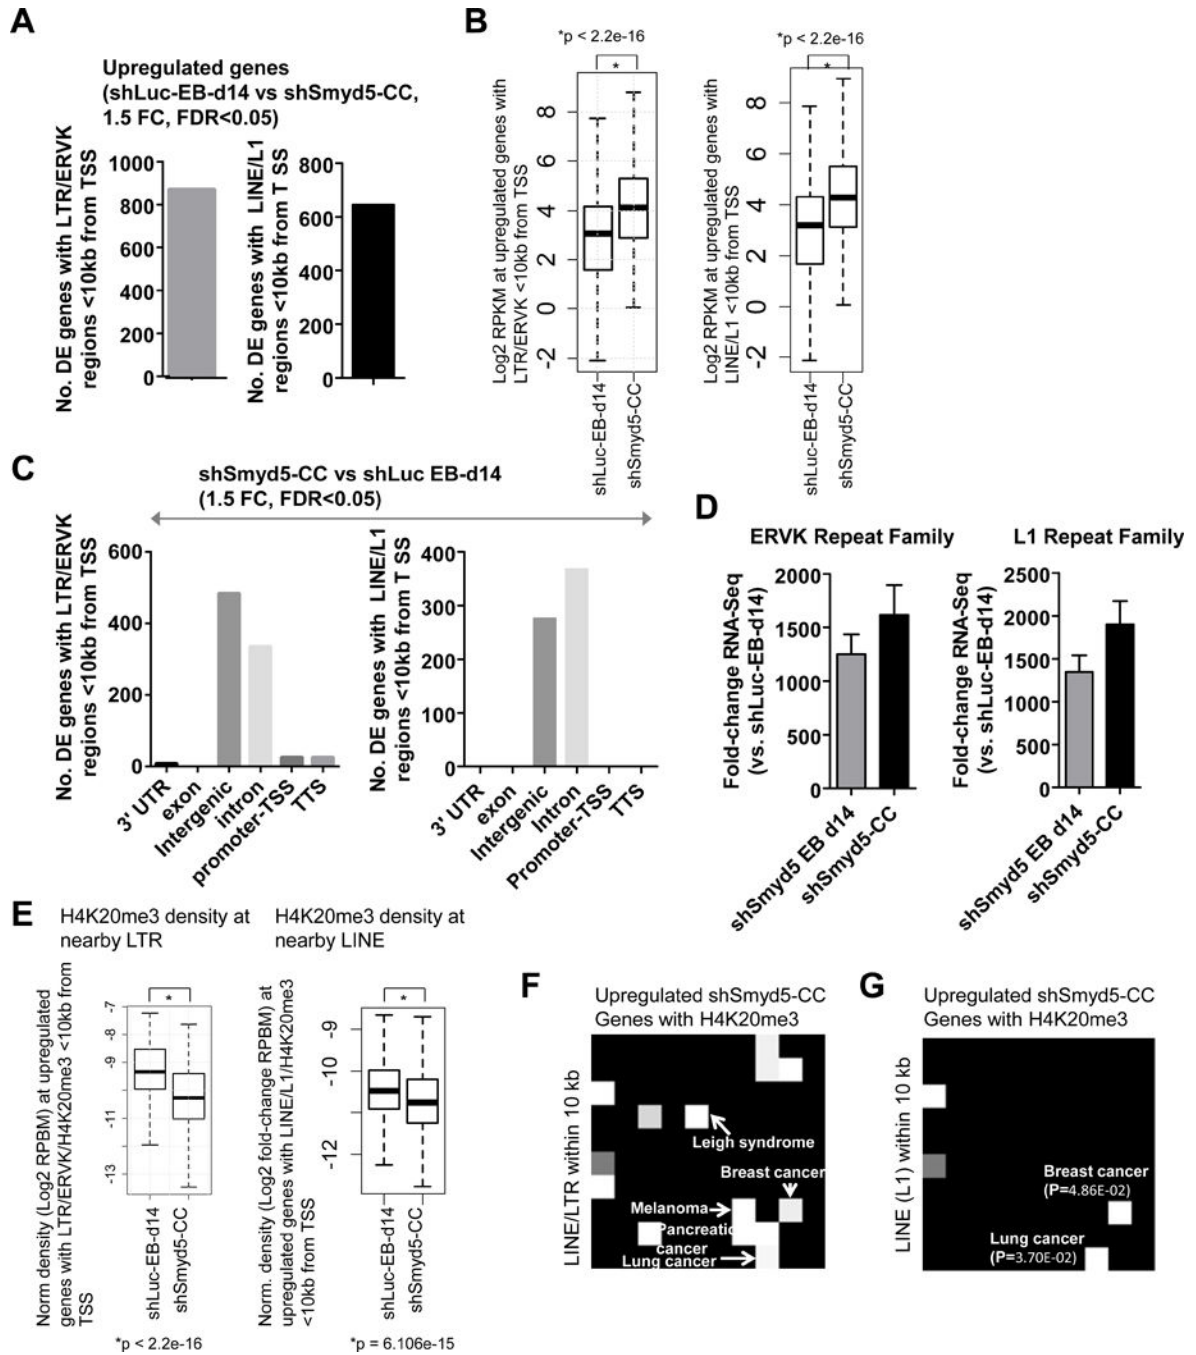 A
Upregulated genes
(shLuc-EB-d14 vs shSmyd5-CC,
1.5 FC, FDR<0.05)
No. DE genes with LTR/ERVK
regions <10kb from TSS
1000
800
600
400
200
0
No. DE genes with LINE/L1
regions <10kb from T SS
800
600
400
200
0
B
*p < 2.2e-16
*
Log2 RPKM at upregulated genes with
LTR/ERVK <10kb from TSS
8
6
4
2
0
-2
shLuc-EB-d14
shSmyd5-CC
*p < 2.2e-16
*
Log2 RPKM at upregulated genes with
LINE/L1 <10kb from TSS
8
6
4
2
0
-2
shLuc-EB-d14
shSmyd5-CC
C
shSmyd5-CC vs shLuc EB-d14
(1.5 FC, FDR<0.05)
No. DE genes with LTR/ERVK
regions <10kb from TSS
600
400
200
0
3' UTR
exon
Intergenic
intron
promoter-TSS
TTS
No. DE genes with LINE/L1
regions <10kb from T SS
400
300
200
100
0
3' UTR
exon
Intergenic
Intron
Promoter-TSS
TTS
D
ERVK Repeat Family
Fold-change RNA-Seq
(vs. shLuc-EB-d14)
2000
1500
1000
500
0
shSmyd5 EB d14
shSmyd5-CC
L1 Repeat Family
Fold-change RNA-Seq
(vs. shLuc-EB-d14)
2500
2000
1500
1000
500
0
shSmyd5 EB d14
shSmyd5-CC
E
H4K20me3 density at
nearby LTR
*
Norm density (Log2 RPBM) at upregulated
genes with LTR/ERVK/H4K20me3 <10kb from
TSS
-7
-8
-9
-11
-13
shLuc-EB-d14
shSmyd5-CC
*p < 2.2e-16
H4K20me3 density at
nearby LINE
*
Norm. density (Log2 fold-change RPBM) at
upregulated genes with LINE/L1/H4K20me3
<10kb from TSS
-9
-10
-12
shLuc-EB-d14
shSmyd5-CC
*p = 6.106e-15
F
Upregulated shSmyd5-CC
Genes with H4K20me3
LINE/LTR within 10 kb
Leigh syndrome
Breast cancer
Melanoma
Pancreatic
cancer
Lung cancer
G
Upregulated shSmyd5-CC
Genes with H4K20me3
LINE (L1) within 10 kb
Breast cancer
(P=4.86E-02)
Lung cancer
(P=3.70E-02)